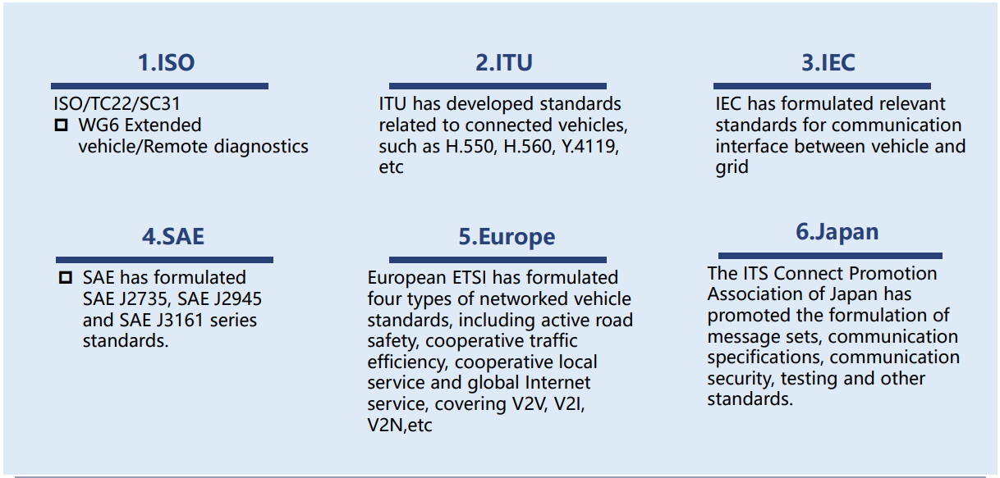 1.ISO
ISO/TC22/SC31
WG6 Extended
vehicle/Remote diagnostics
2.ITU
ITU has developed standards
related to connected vehicles,
such as H.550, H.560, Y.4119,
etc
3.IEC
IEC has formulated relevant
standards for communication
interface between vehicle and
grid
4.SAE
SAE has formulated
SAE J2735, SAE J2945
and SAE J3161 series
standards.
5.Europe
European ETSI has formulated
four types of networked vehicle
standards, including active road
safety, cooperative traffic
efficiency, cooperative local
service and global Internet
service, covering V2V, V2I,
V2N,etc
6.Japan
The ITS Connect Promotion
Association of Japan has
promoted the formulation of
message sets, communication
specifications, communication
security, testing and other
standards.